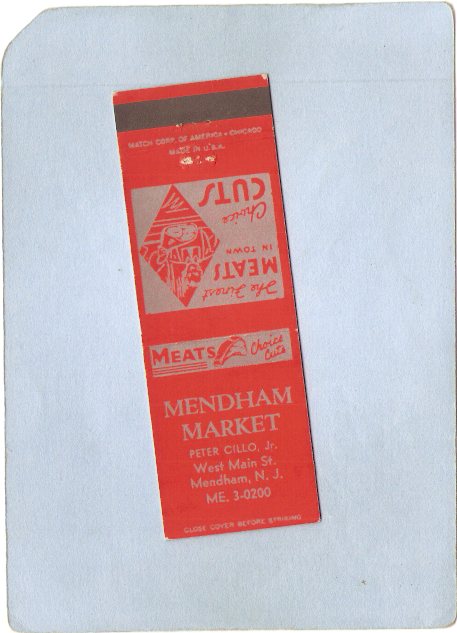 MATCH CORP. OF AMERICA • CHICAGO
MADE IN U.S.A.
The Finest
MEATS
IN TOWN
Choice
CUTS
MEATS Choice
Cuts
MENDHAM
MARKET
PETER CILLO, Jr.
West Main St.
Mendham, N. J.
ME. 3-0200
CLOSE COVER BEFORE STRIKING